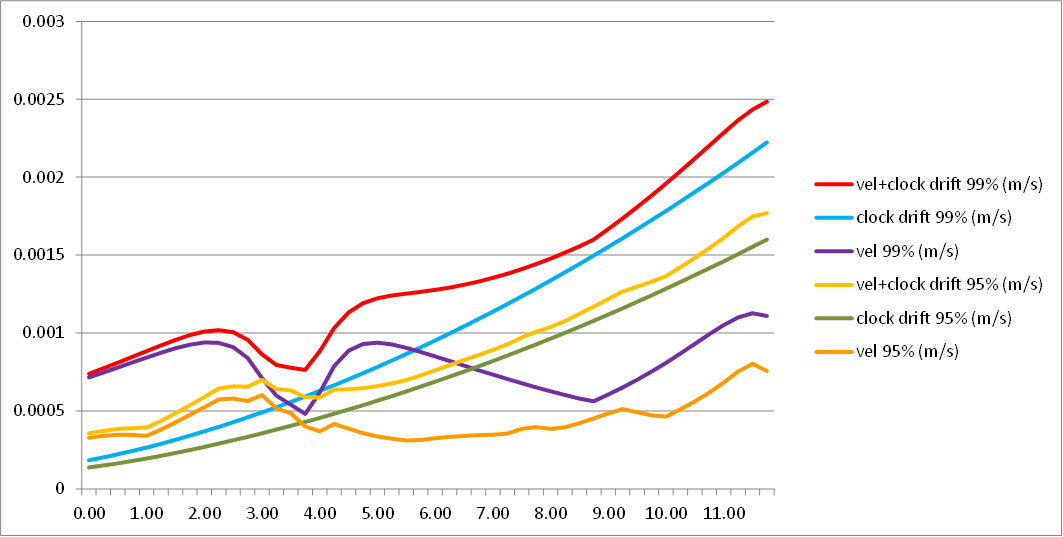 0.003
0.0025
0.002
0.0015
0.001
0.0005
0
0.00 1.00 2.00 3.00 4.00 5.00 6.00 7.00 8.00 9.00 10.00 11.00
vel+clock drift 99% (m/s)
clock drift 99% (m/s)
vel 99% (m/s)
vel+clock drift 95% (m/s)
clock drift 95% (m/s)
vel 95% (m/s)